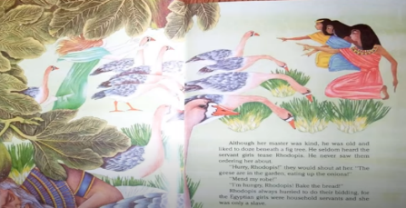 Although her master was kind, he was old and
liked to doze beneath a fig tree. He seldom heard the
servant girls tease Rhodopis. He never saw them
ordering her about.
"Hurry, Rhodopis!" they would shout at her. "The
geese are in the garden, eating up the onions!"
"Mend my robe!"
"I'm hungry, Rhodopis! Bake the bread!"
Rhodopis always hurried to do their bidding, for
the Egyptian girls were household servants and she
was only a slave.